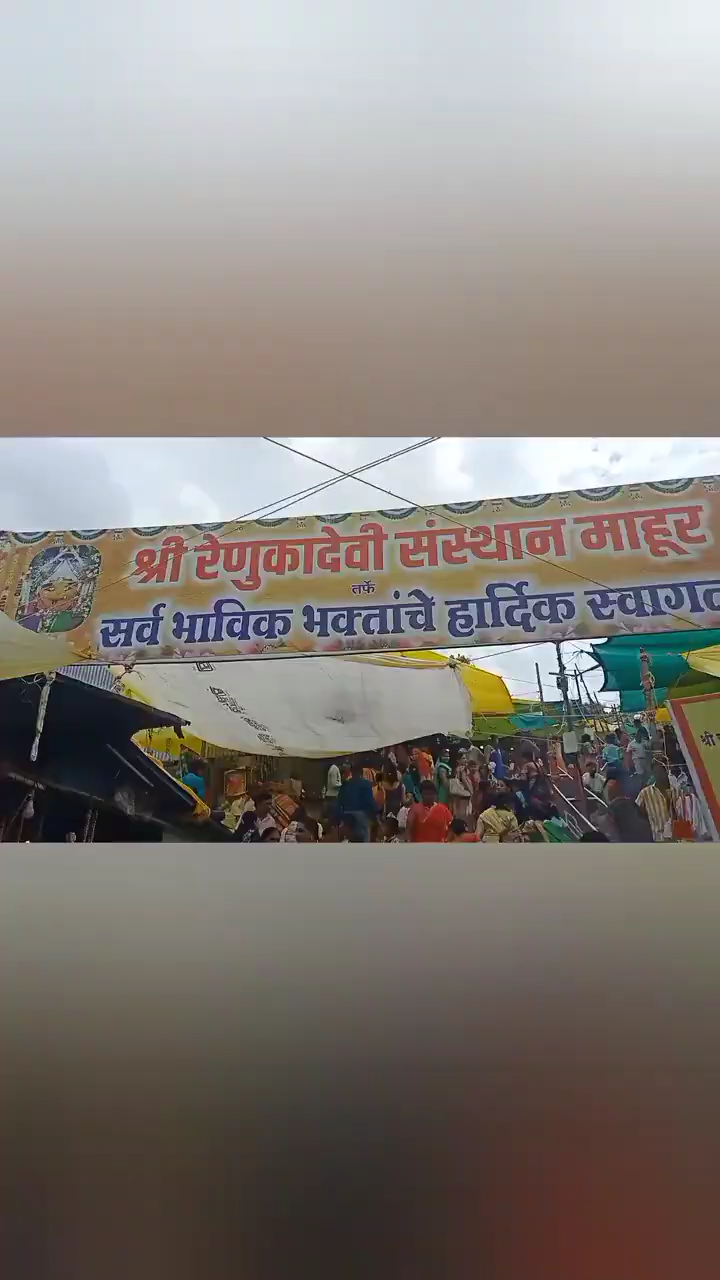 श्री रेणुकादेवी संस्थान माहूर
तर्फे
सर्व भाविक भक्तांचे हार्दिक स्वागत
श्री